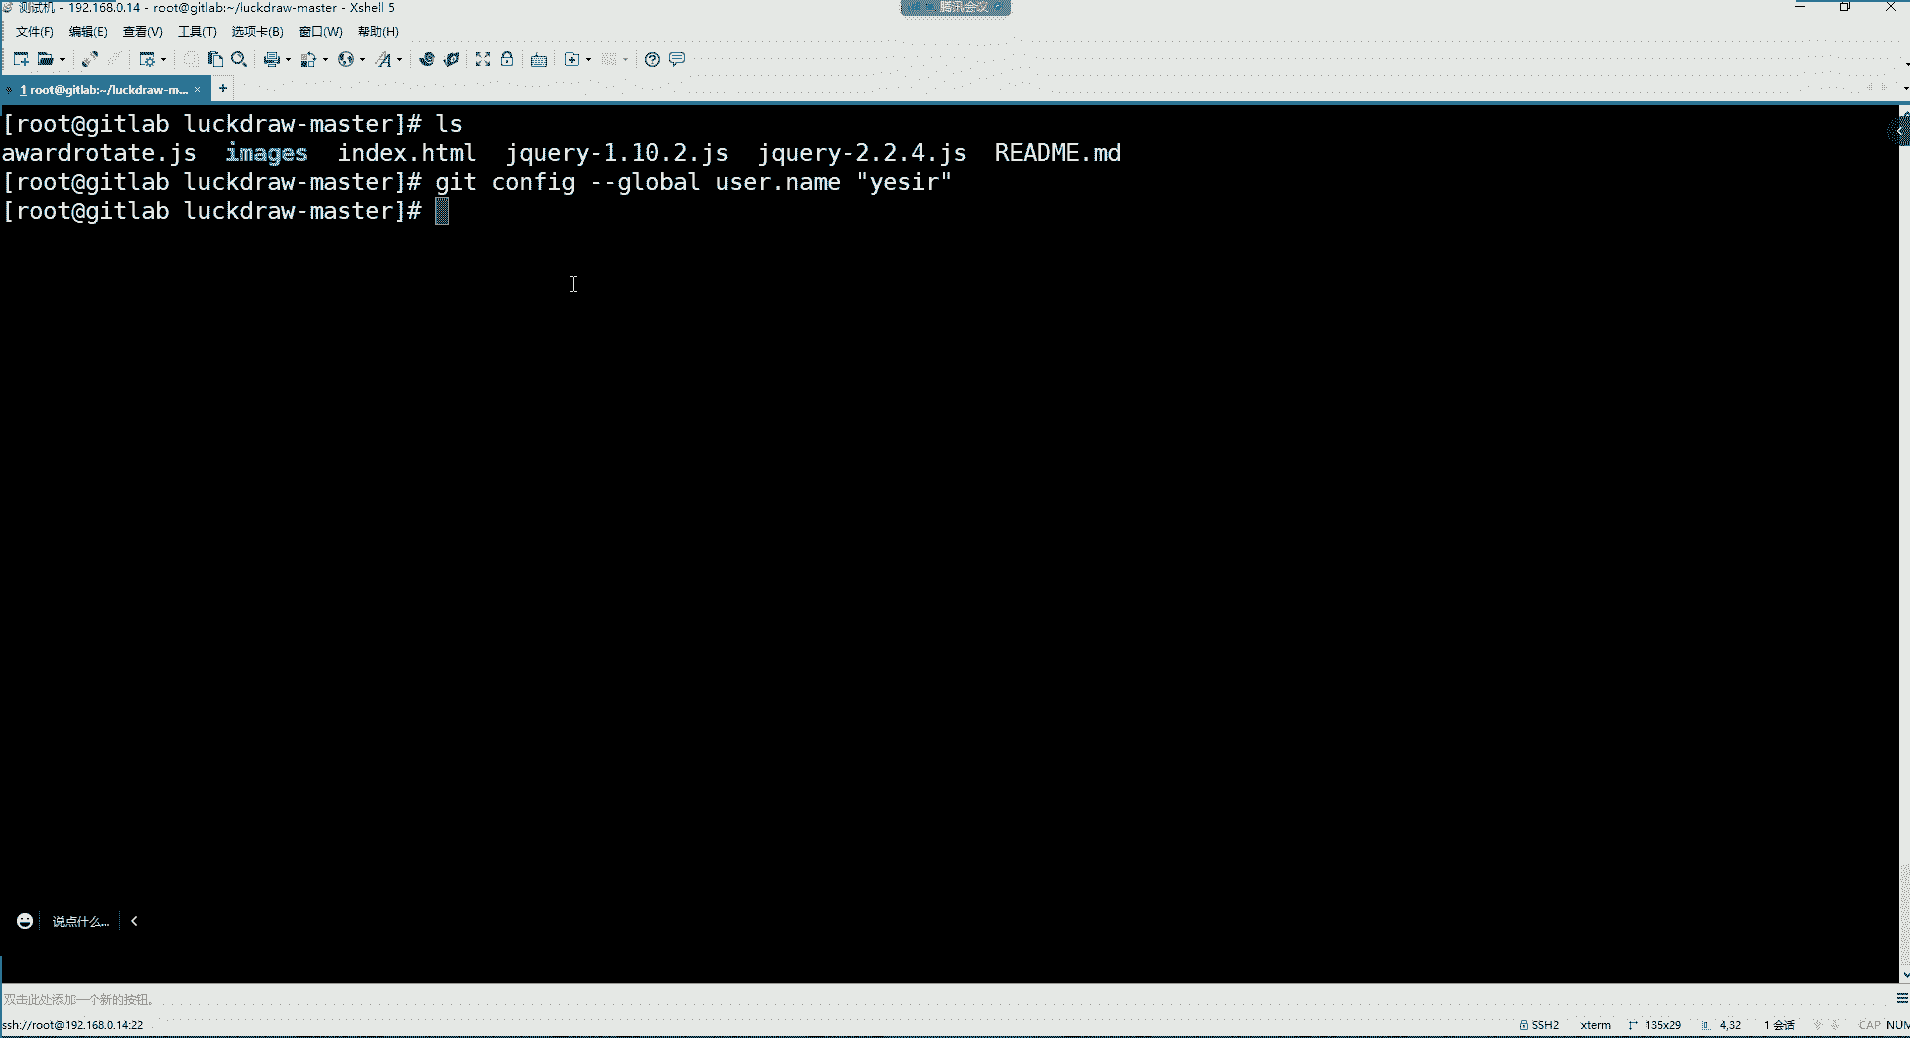 测试机 - 192.168.0.14 - root@gitlab:~/luckdraw-master - Xshell 5
腾讯会议
文件(F) 编辑(E) 查看(V) 工具(T) 选项卡(B) 窗口(W) 帮助(H)
1 root@gitlab:~/luckdraw-m... × +
[root@gitlab luckdraw-master]# ls
awardrotate.js images index.html jquery-1.10.2.js jquery-2.2.4.js README.md
[root@gitlab luckdraw-master]# git config --global user.name "yesir"
[root@gitlab luckdraw-master]#
说点什么...
双击此处添加一个新的按钮。
ssh://root@192.168.0.14:22 SSH2 xterm 135x29 4,32 1 会话 CAP NUM